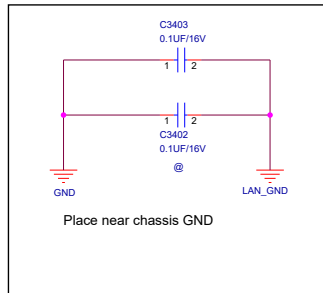 C3403
0.1UF/16V
1 2
1 2
C3402
0.1UF/16V
@
GND LAN_GND
Place near chassis GND